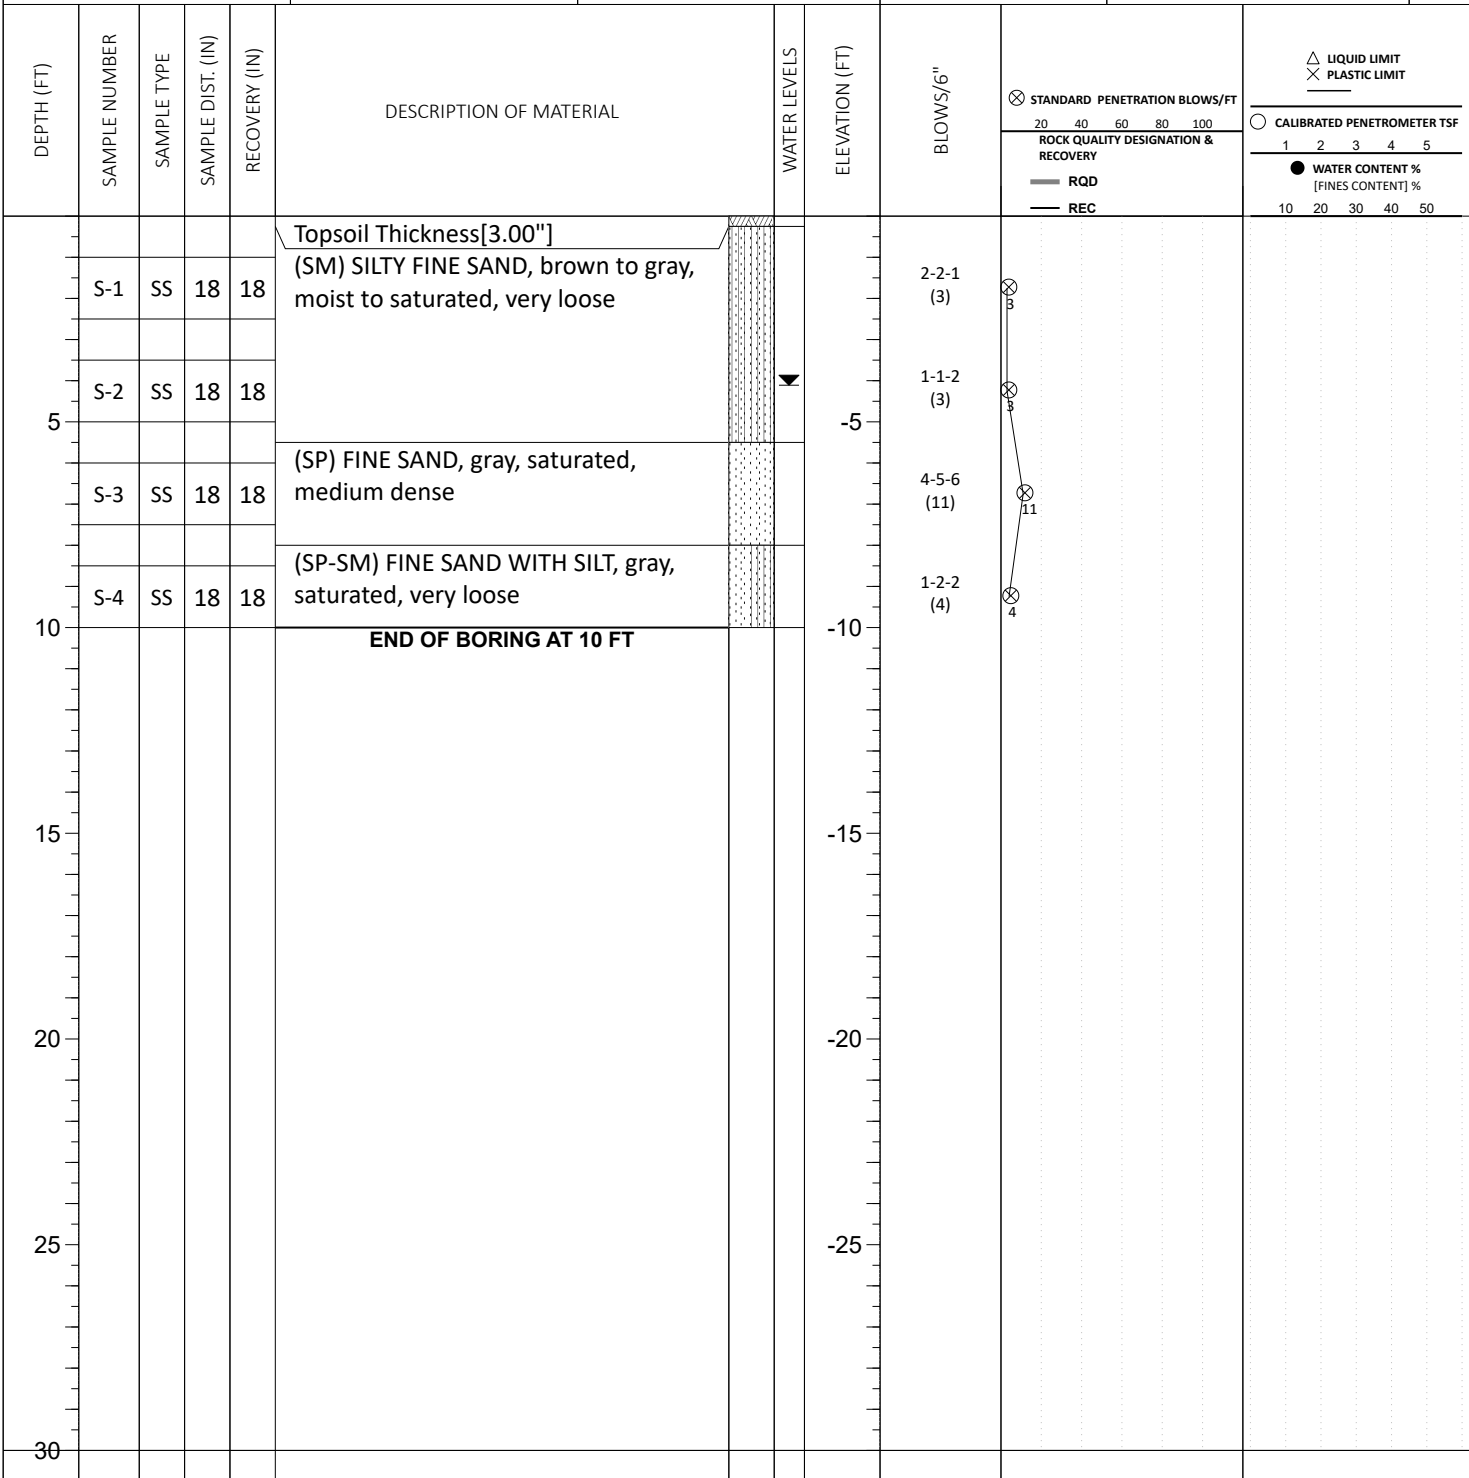 DEPTH (FT)
SAMPLE NUMBER
SAMPLE TYPE
SAMPLE DIST. (IN)
RECOVERY (IN)
DESCRIPTION OF MATERIAL
WATER LEVELS
ELEVATION (FT)
BLOWS/6"
STANDARD PENETRATION BLOWS/FT
20 40 60 80 100
ROCK QUALITY DESIGNATION &
RECOVERY
RQD
REC
LIQUID LIMIT
PLASTIC LIMIT
CALIBRATED PENETROMETER TSF
1 2 3 4 5
WATER CONTENT %
[FINES CONTENT] %
10 20 30 40 50
Topsoil Thickness[3.00"]
(SM) SILTY FINE SAND, brown to gray,
moist to saturated, very loose
S-1 SS 18 18
2-2-1
(3)
3
S-2 SS 18 18
1-1-2
(3)
3
5
-5
(SP) FINE SAND, gray, saturated,
medium dense
S-3 SS 18 18
4-5-6
(11)
11
(SP-SM) FINE SAND WITH SILT, gray,
saturated, very loose
S-4 SS 18 18
1-2-2
(4)
4
10
-10
END OF BORING AT 10 FT
15
-15
20
-20
25
-25
30